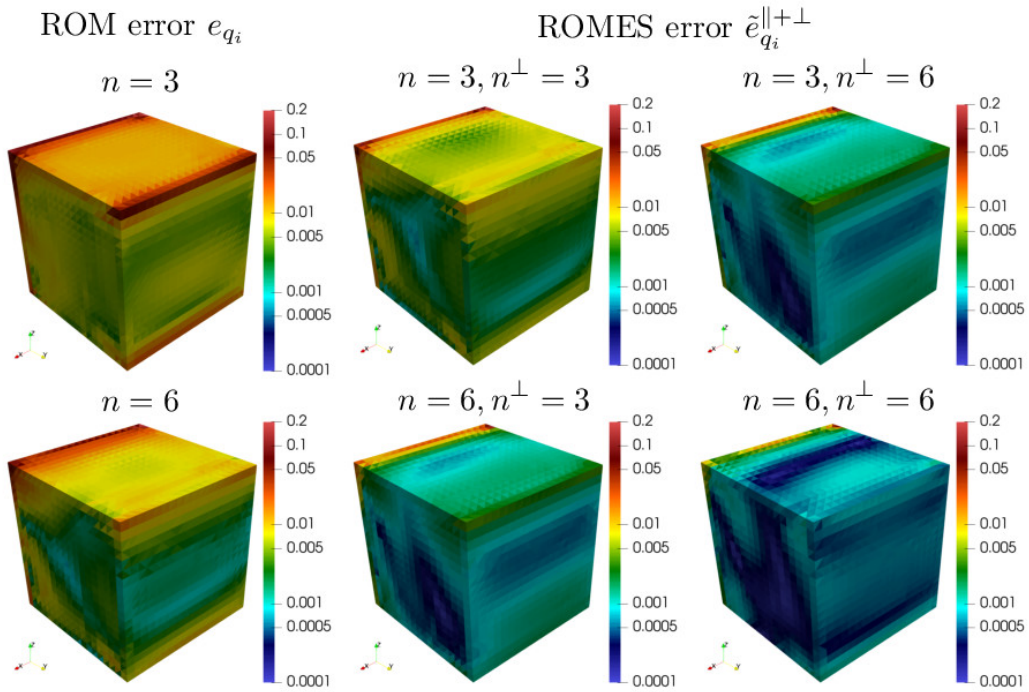 ROM error e_{q_i}
ROMES error \tilde{e}_{q_i}^{\parallel+\perp}
n = 3
n = 3, n^⊥ = 3
n = 3, n^⊥ = 6
0.2
0.1
0.05
0.01
0.005
0.001
0.0005
0.0001
z
x
y
0.2
0.1
0.05
0.01
0.005
0.001
0.0005
0.0001
z
x
y
0.2
0.1
0.05
0.01
0.005
0.001
0.0005
0.0001
z
x
y
n = 6
n = 6, n^⊥ = 3
n = 6, n^⊥ = 6
0.2
0.1
0.05
0.01
0.005
0.001
0.0005
0.0001
z
x
y
0.2
0.1
0.05
0.01
0.005
0.001
0.0005
0.0001
z
x
y
0.2
0.1
0.05
0.01
0.005
0.001
0.0005
0.0001
z
x
y